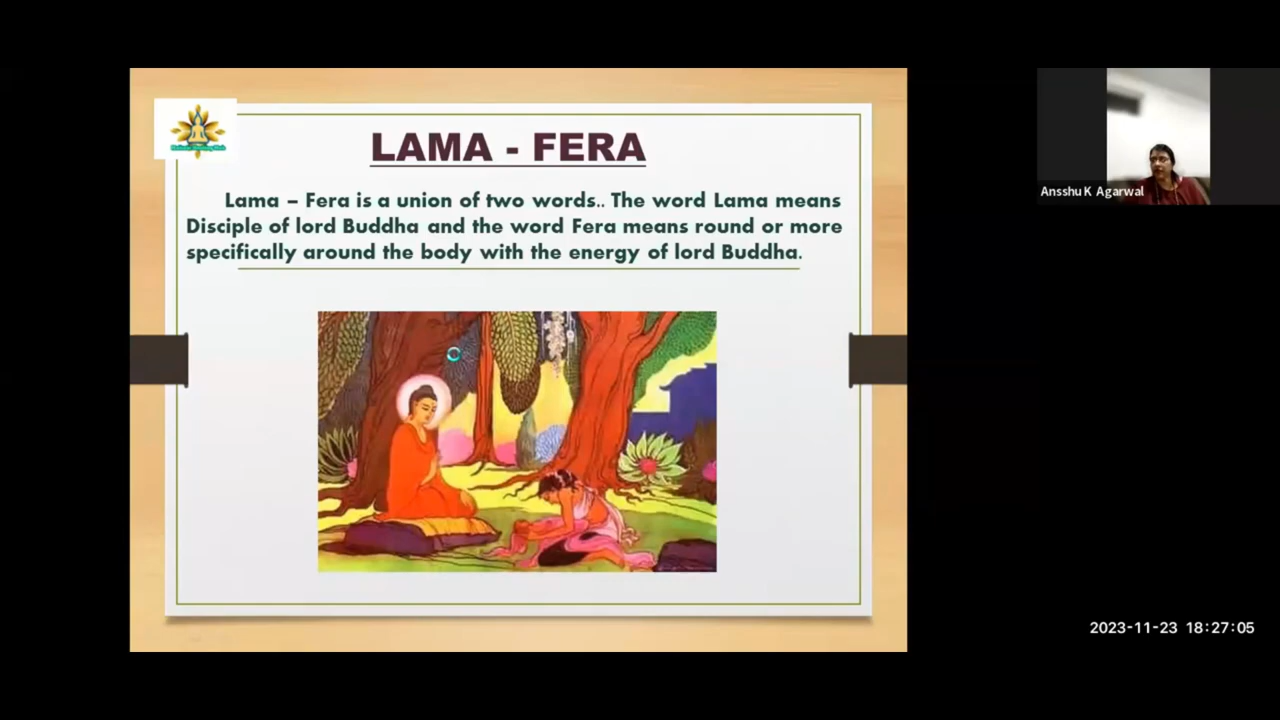 LAMA - FERA
Lama – Fera is a union of two words.. The word Lama means
Disciple of lord Buddha and the word Fera means round or more
specifically around the body with the energy of lord Buddha.
Ansshu K Agarwal
2023-11-23 18:27:05